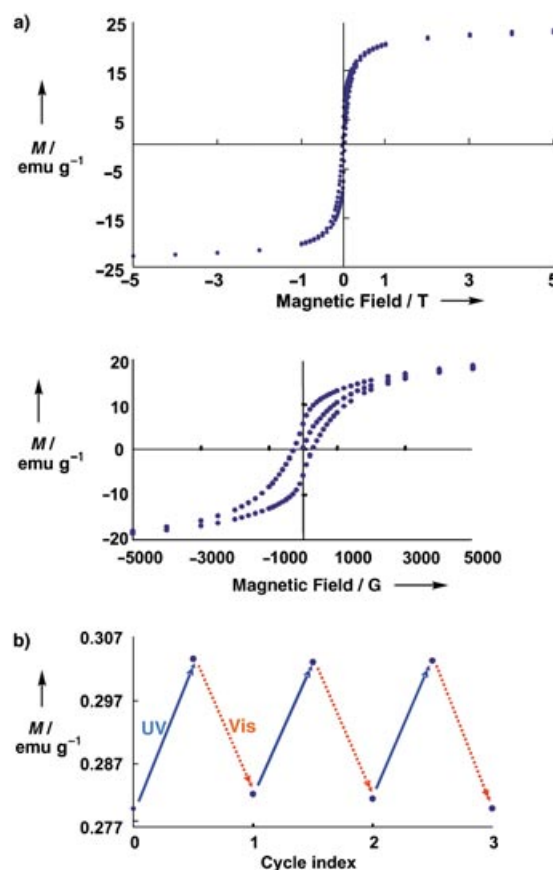 a)
25
15
5
−5
−15
−25
M /
emu g⁻¹
−5
−3
−1
0
1
3
5
Magnetic Field / T
20
10
0
−10
−20
M /
emu g⁻¹
−5000
−3000
−1000
0
1000
3000
5000
Magnetic Field / G
b)
0.307
0.297
0.287
0.277
M /
emu g⁻¹
UV
Vis
0
1
2
3
Cycle index